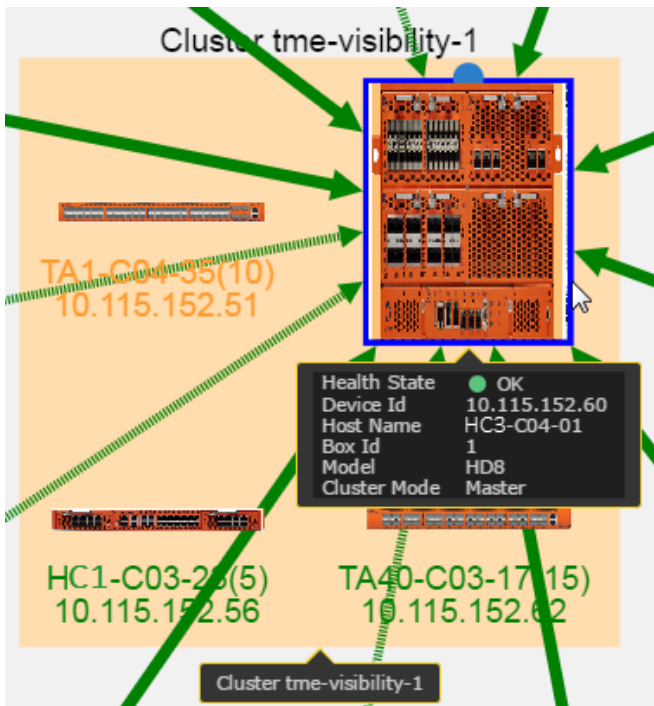 Cluster tme-visibility-1
TA1-C04-35(10)
10.115.152.51
Health State OK
Device Id 10.115.152.60
Host Name HC3-C04-01
Box Id 1
Model HD8
Cluster Mode Master
HC1-C03-28(5)
10.115.152.56
TA40-C03-17(15)
10.115.152.62
Cluster tme-visibility-1